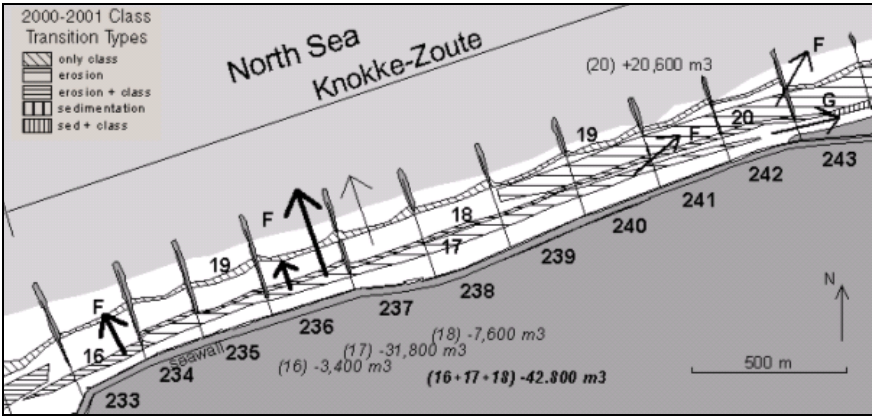 2000-2001 Class
Transition Types
only class
erosion
erosion + class
sedimentation
sed + class
North Sea
Knokke-Zoute
(20) +20,600 m3
F
G
20
F
19
18
17
F
19
F
16
243
242
241
240
239
238
237
236
235
234
233
seawall
(18) -7,600 m3
(17) -31,800 m3
(16) -3,400 m3
(16+17+18) -42.800 m3
N
500 m